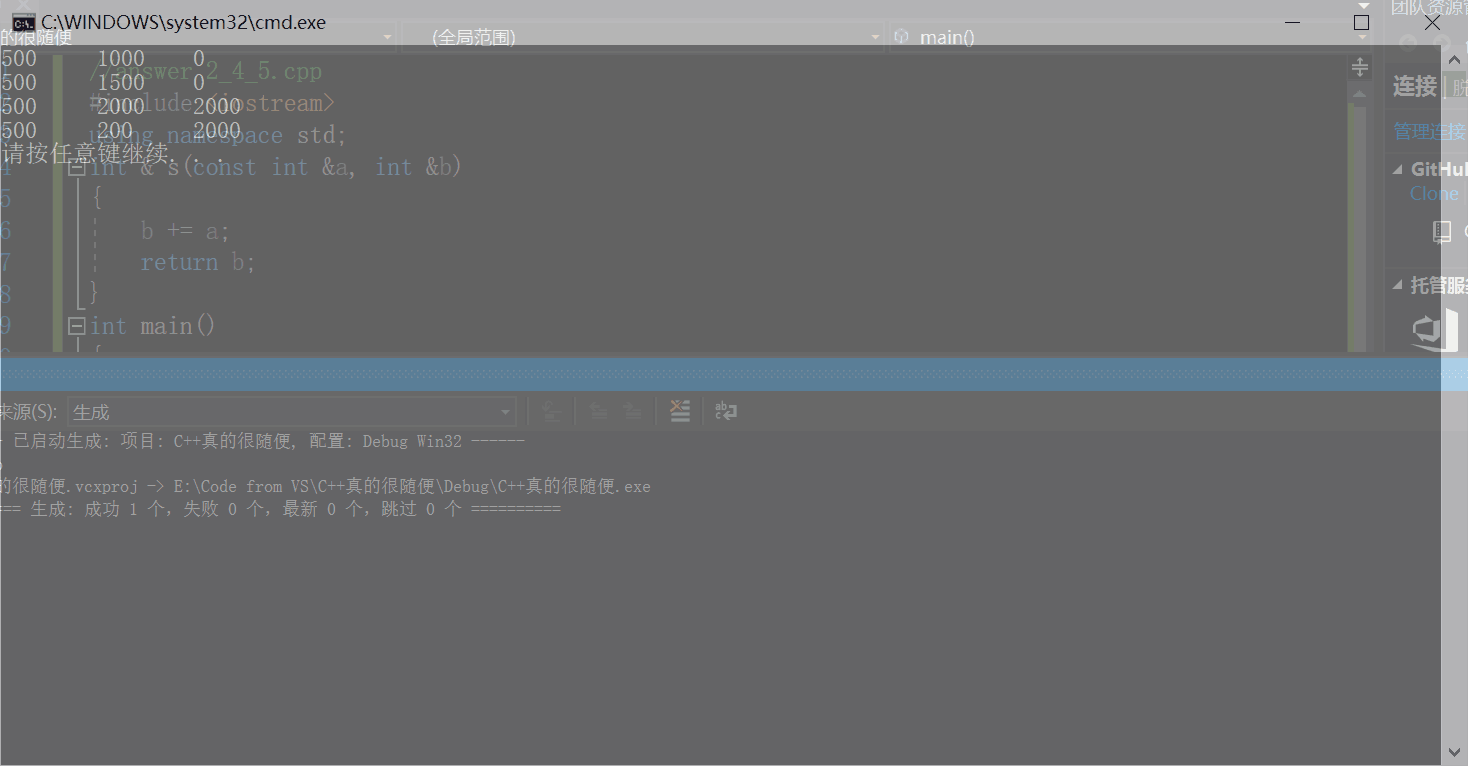 C:\WINDOWS\system32\cmd.exe
团队资源管
的很随便
(全局范围)
main()
500 1000 0
500 1500 0
500 2000 2000
500 200 2000
请按任意键继续. . .
//answer 2_4_5.cpp
#include <iostream>
using namespace std;
4 int & s(const int &a, int &b)
5 {
6 b += a;
7 return b;
8 }
9 int main()
{
连接
管理连接
GitHub
Clone
托管服务
来源(S): 生成
已启动生成: 项目: C++真的很随便, 配置: Debug Win32 ------
的很随便.vcxproj -> E:\Code from VS\C++真的很随便\Debug\C++真的很随便.exe
=== 生成: 成功 1 个，失败 0 个，最新 0 个，跳过 0 个 ==========